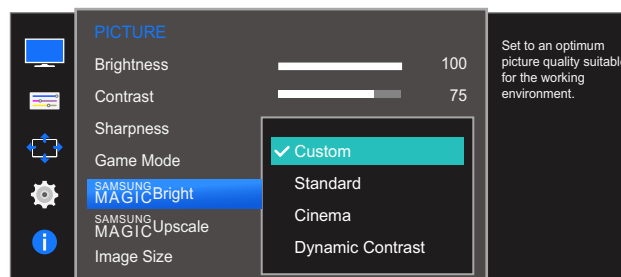 PICTURE
Brightness 100
Contrast 75
Sharpness
Game Mode
SAMSUNG
MAGICBright
SAMSUNG
MAGICUpscale
Image Size
Custom
Standard
Cinema
Dynamic Contrast
Set to an optimum
picture quality suitable
for the working
environment.